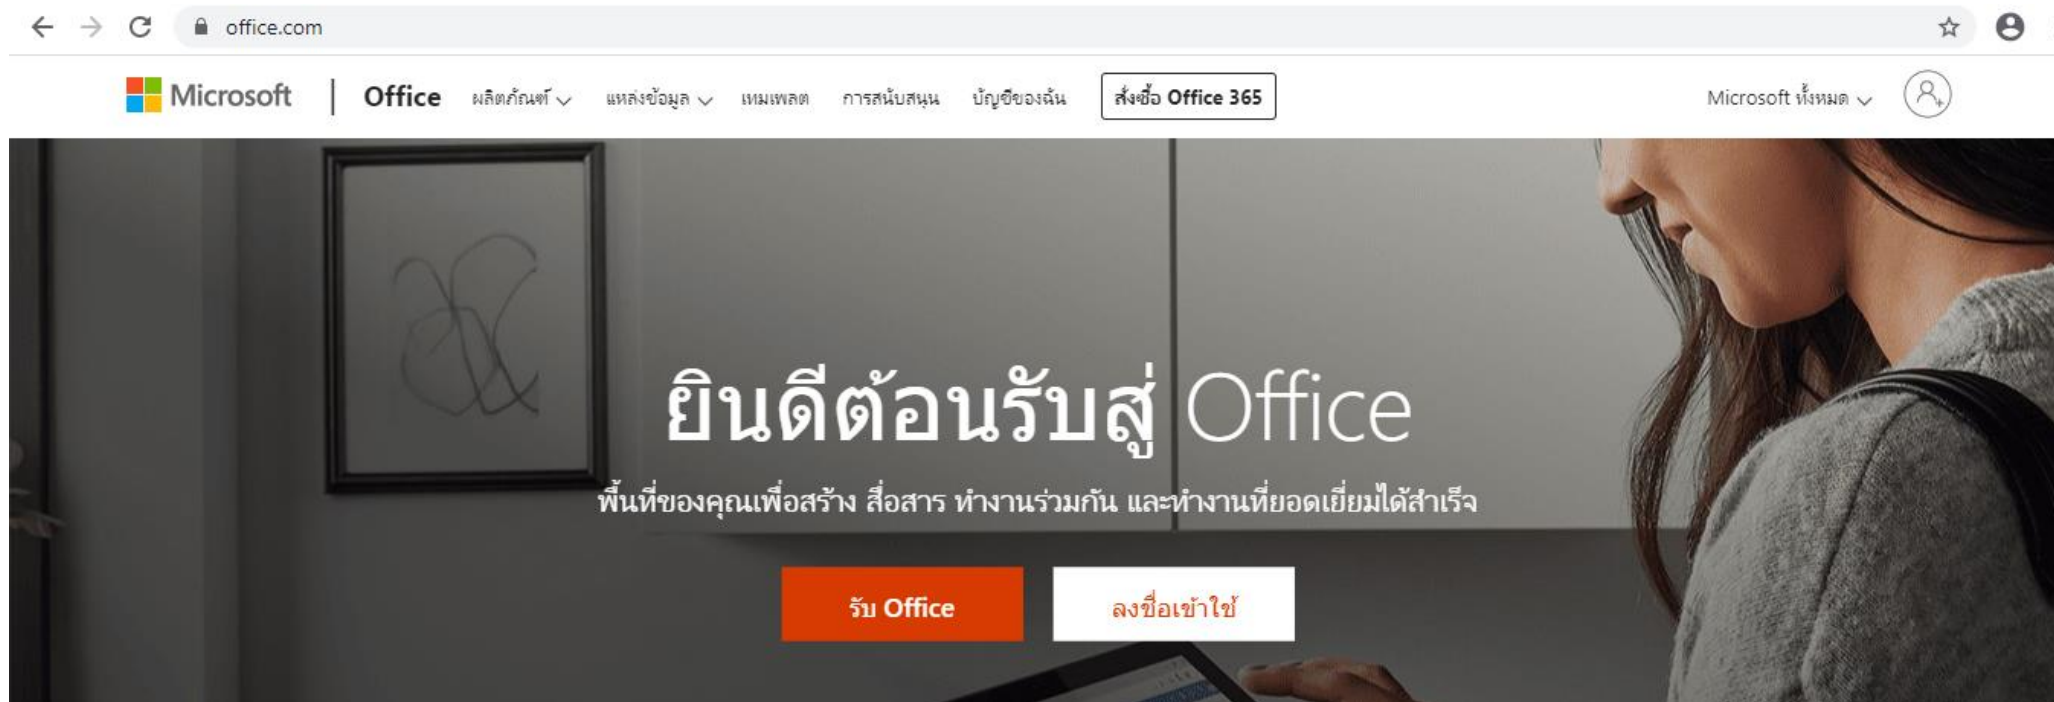 office.com
Microsoft | Office ผลิตภัณฑ์ แหล่งข้อมูล เทมเพลต การสนับสนุน บัญชีของฉัน สั่งซื้อ Office 365 Microsoft ทั้งหมด
ยินดีต้อนรับสู่ Office
พื้นที่ของคุณเพื่อสร้าง สื่อสาร ทำงานร่วมกัน และทำงานที่ยอดเยี่ยมได้สำเร็จ
รับ Office ลงชื่อเข้าใช้